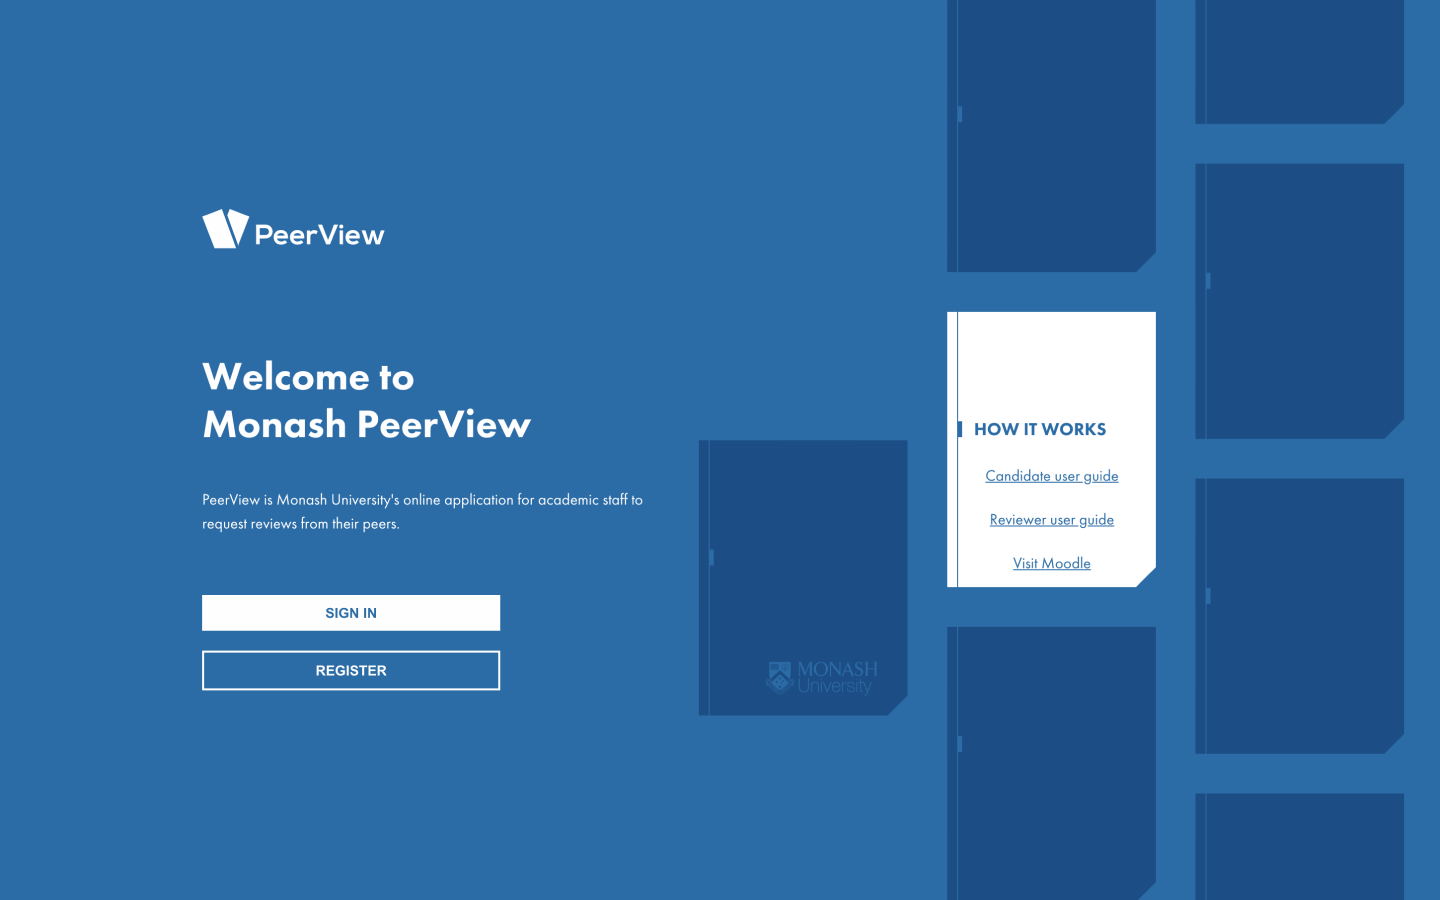 PeerView
Welcome to
Monash PeerView
PeerView is Monash University's online application for academic staff to
request reviews from their peers.
SIGN IN
REGISTER
MONASH
University
HOW IT WORKS
Candidate user guide
Reviewer user guide
Visit Moodle